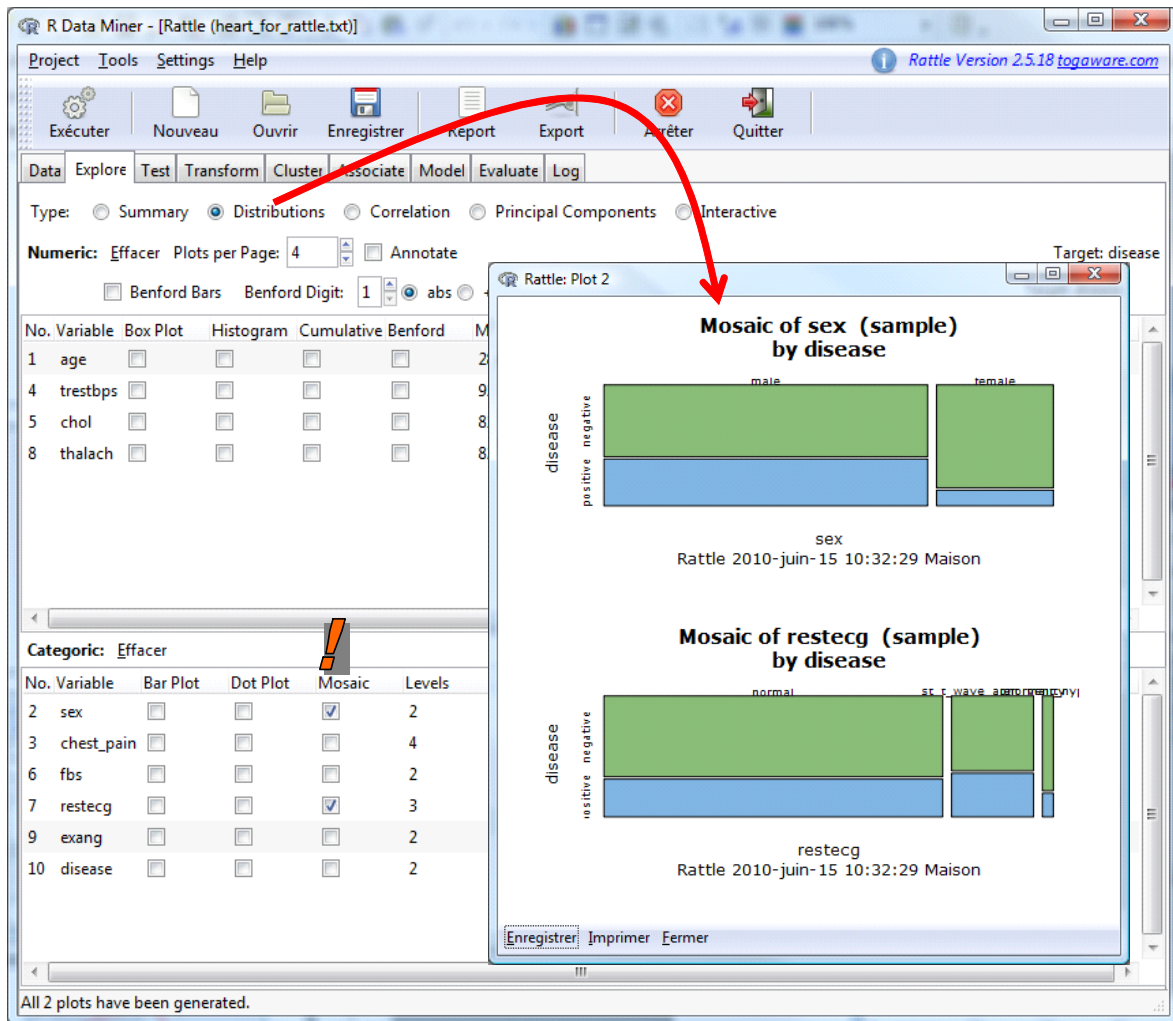 R Data Miner - [Rattle (heart_for_rattle.txt)]
Project Tools Settings Help
Rattle Version 2.5.18 togaware.com
Exécuter Nouveau Ouvrir Enregistrer Report Export Arrêter Quitter
Data Explore Test Transform Cluster Associate Model Evaluate Log
Type: Summary Distributions Correlation Principal Components Interactive
Numeric: Effacer Plots per Page: 4 Annotate
Target: disease
Benford Bars Benford Digit: 1 abs
No. Variable Box Plot Histogram Cumulative Benford
1 age
4 trestbps
5 chol
8 thalach
Categoric: Effacer
No. Variable Bar Plot Dot Plot Mosaic Levels
2 sex 2
3 chest_pain 4
6 fbs 2
7 restecg 3
9 exang 2
10 disease 2
All 2 plots have been generated.
Rattle: Plot 2
Mosaic of sex (sample)
by disease
male female
disease
negative
positive
sex
Rattle 2010-juin-15 10:32:29 Maison
Mosaic of restecg (sample)
by disease
normal
disease
negative
restecg
Rattle 2010-juin-15 10:32:29 Maison
Enregistrer Imprimer Fermer
!